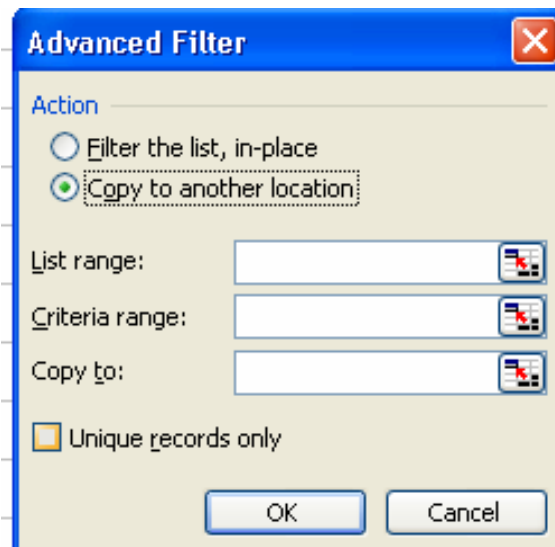 Advanced Filter
Action
Filter the list, in-place
Copy to another location
List range:
Criteria range:
Copy to:
Unique records only
OK Cancel